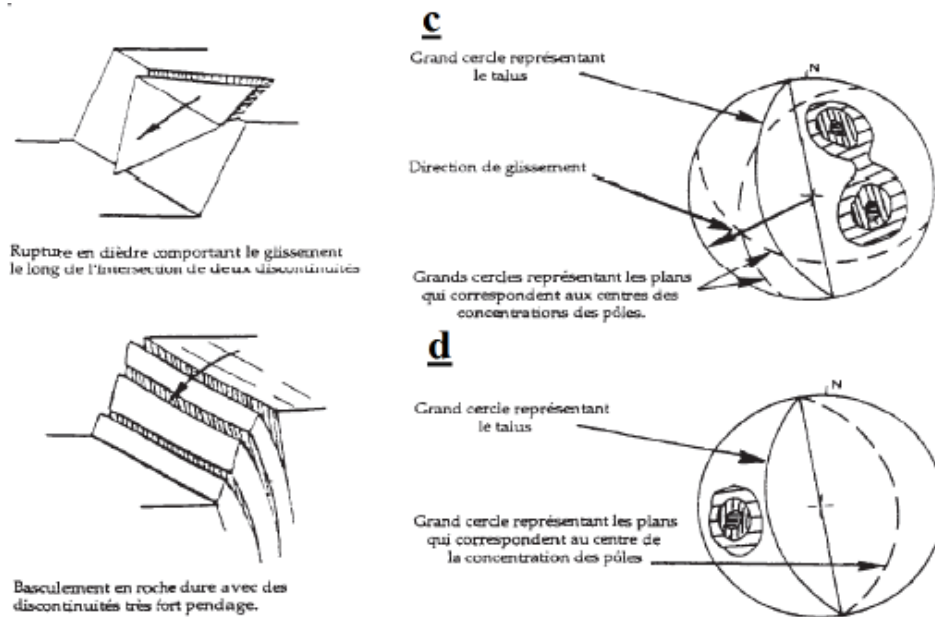 c
Grand cercle représentant
le talus
N
Direction de glissement
Rupture en dièdre comportant le glissement
le long de l'intersection de deux discontinuités
Grands cercles représentant les plans
qui correspondent aux centres des
concentrations des pôles.
d
N
Grand cercle représentant
le talus
Grand cercle représentant les plans
qui correspondent au centre de
la concentration des pôles
Basculement en roche dure avec des
discontinuités très fort pendage.